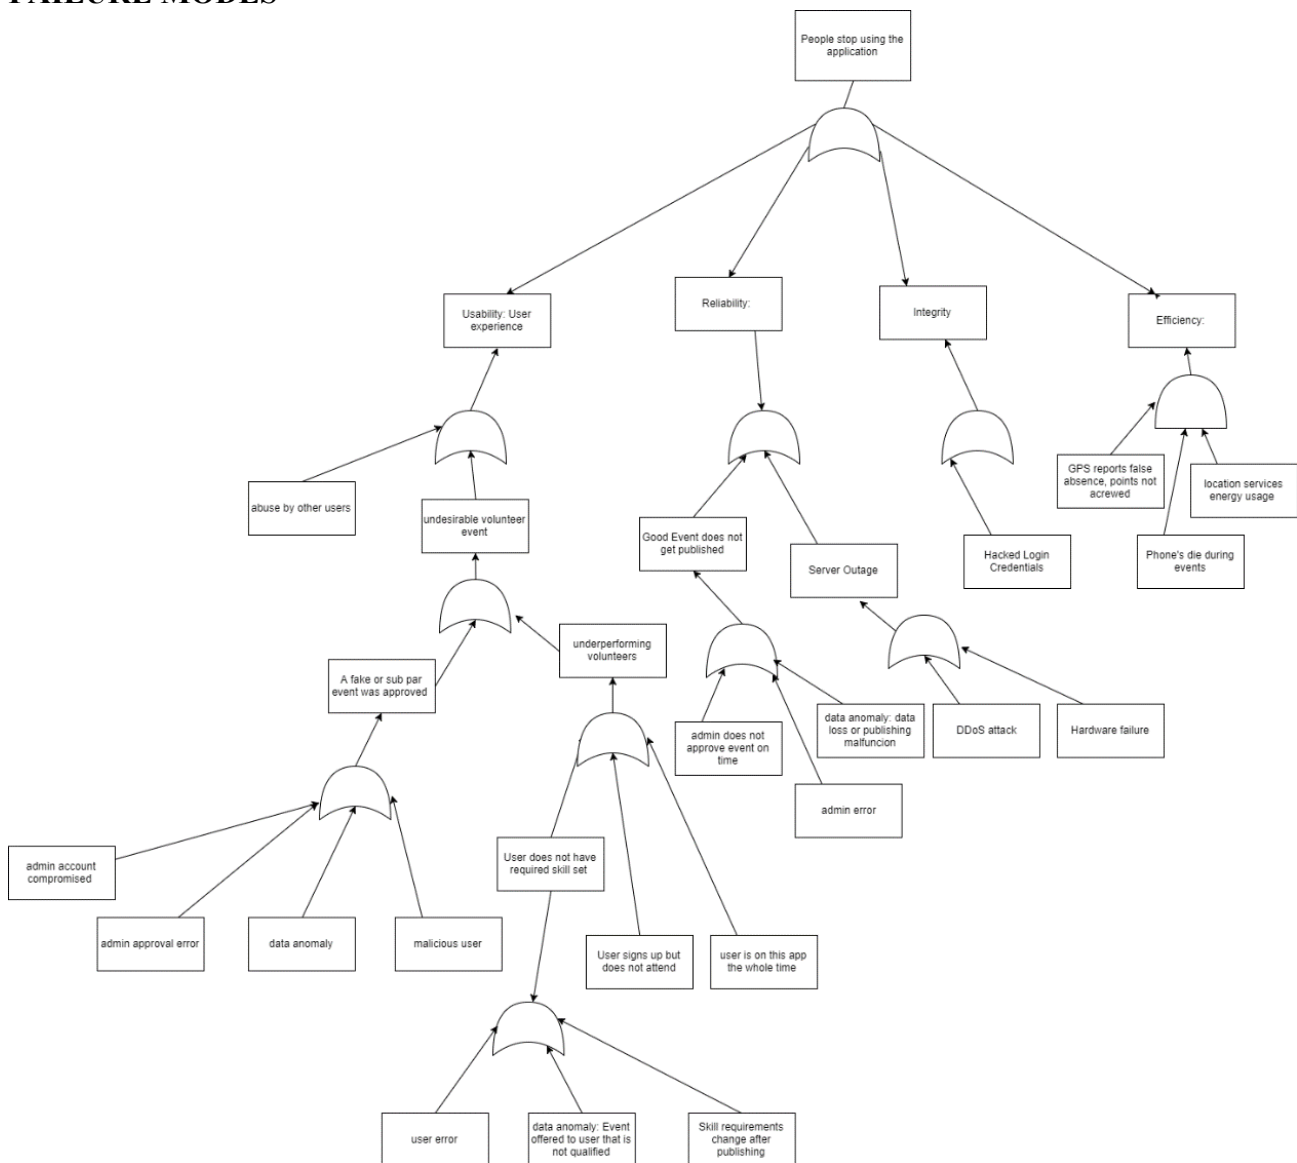 FAILURE MODES
People stop using the
application
Usability: User
experience
Reliability:
Integrity
Efficiency:
abuse by other users
undesirable volunteer
event
Good Event does not
get published
Server Outage
Hacked Login
Credentials
GPS reports false
absence, points not
acrewed
location services
energy usage
Phone's die during
events
A fake or sub par
event was approved
underperforming
volunteers
admin does not
approve event on
time
data anomaly: data
loss or publishing
malfuncion
DDoS attack
Hardware failure
admin error
admin account
compromised
admin approval error
data anomaly
malicious user
User does not have
required skill set
User signs up but
does not attend
user is on this app
the whole time
user error
data anomaly: Event
offered to user that is
not qualified
Skill requirements
change after
publishing